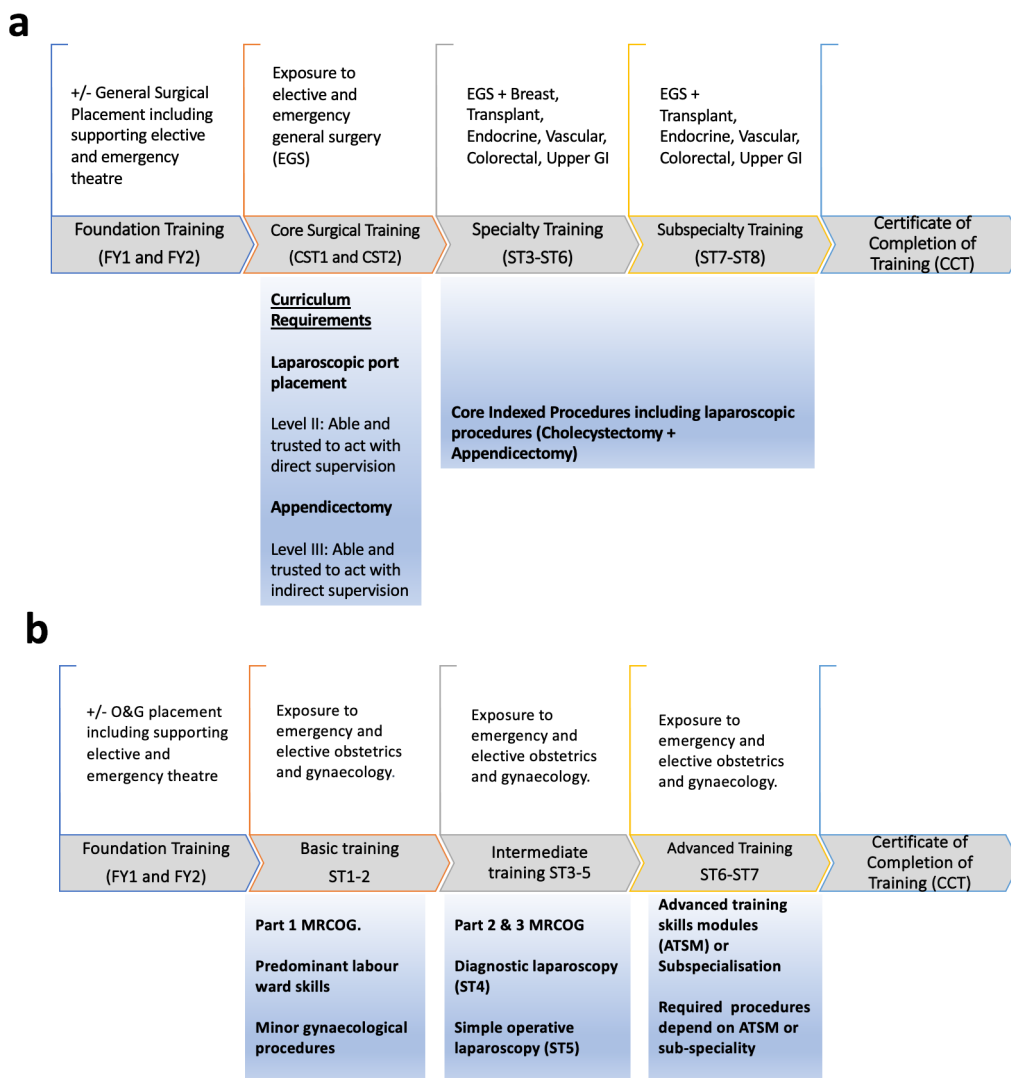 a
+/- General Surgical
Placement including
supporting elective
and emergency
theatre
Exposure to
elective and
emergency
general surgery
(EGS)
EGS + Breast,
Transplant,
Endocrine, Vascular,
Colorectal, Upper GI
EGS +
Transplant,
Endocrine, Vascular,
Colorectal, Upper GI
Foundation Training
(FY1 and FY2)
Core Surgical Training
(CST1 and CST2)
Specialty Training
(ST3-ST6)
Subspecialty Training
(ST7-ST8)
Certificate of
Completion of
Training (CCT)
Curriculum
Requirements
Laparoscopic port
placement
Level II: Able and
trusted to act with
direct supervision
Appendicectomy
Level III: Able and
trusted to act with
indirect supervision
Core Indexed Procedures including laparoscopic
procedures (Cholecystectomy +
Appendicectomy)
b
+/- O&G placement
including supporting
elective and
emergency theatre
Exposure to
emergency and
elective obstetrics
and gynaecology.
Exposure to
emergency and
elective obstetrics
and gynaecology.
Exposure to
emergency and
elective obstetrics
and gynaecology.
Foundation Training
(FY1 and FY2)
Basic training
ST1-2
Intermediate
training ST3-5
Advanced Training
ST6-ST7
Certificate of
Completion of
Training (CCT)
Part 1 MRCOG.
Predominant labour
ward skills
Minor gynaecological
procedures
Part 2 & 3 MRCOG
Diagnostic laparoscopy
(ST4)
Simple operative
laparoscopy (ST5)
Advanced training
skills modules
(ATSM) or
Subspecialisation
Required procedures
depend on ATSM or
sub-speciality